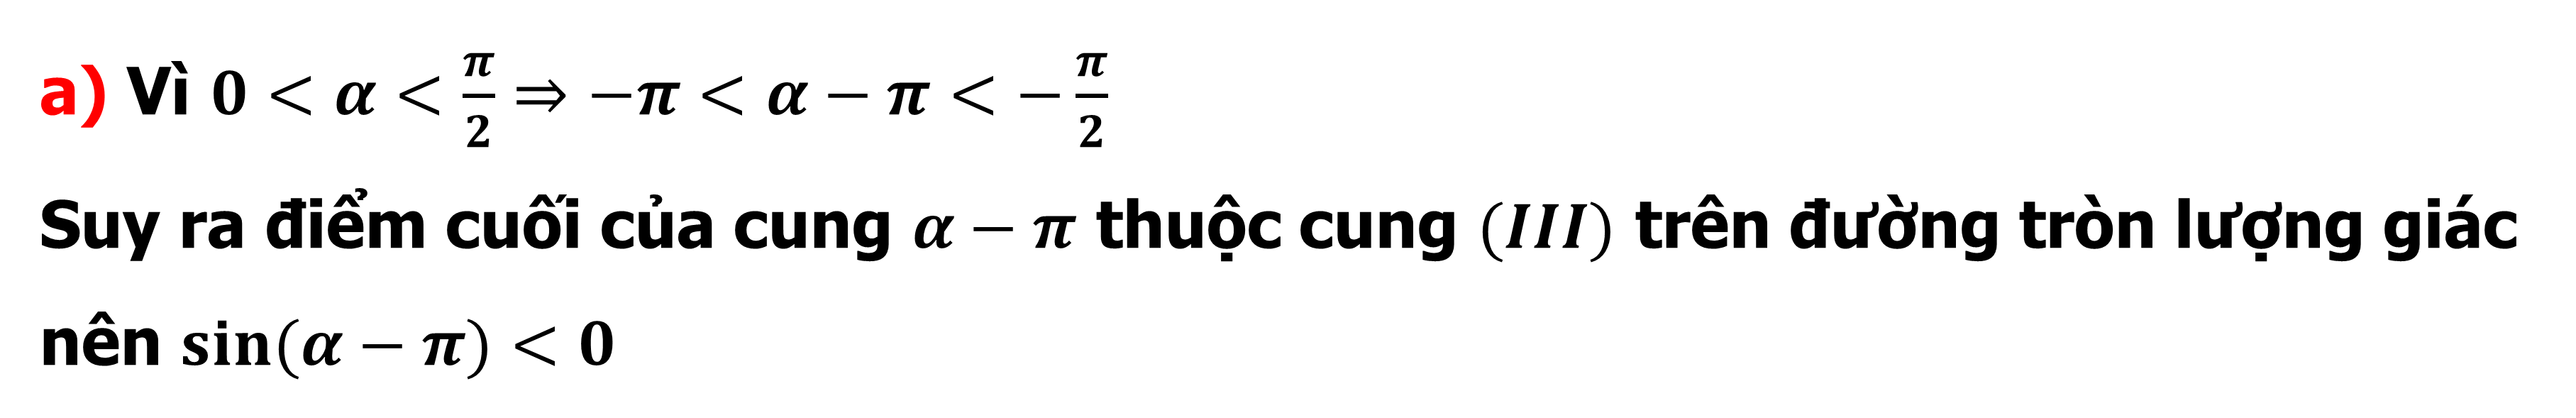 a) Vì 0 < α < π/2 ⇒ −π < α − π < −π/2
Suy ra điểm cuối của cung α − π thuộc cung (III) trên đường tròn lượng giác
nên sin(α − π) < 0